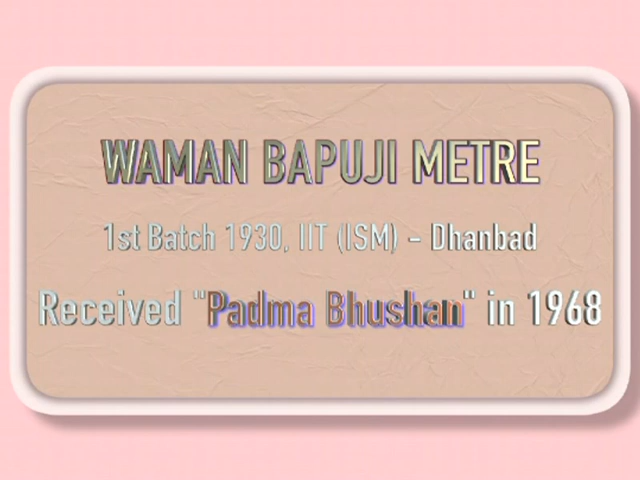 WAMAN BAPUJI METRE
1st Batch 1930, IIT (ISM) - Dhanbad
Received "Padma Bhushan" in 1968